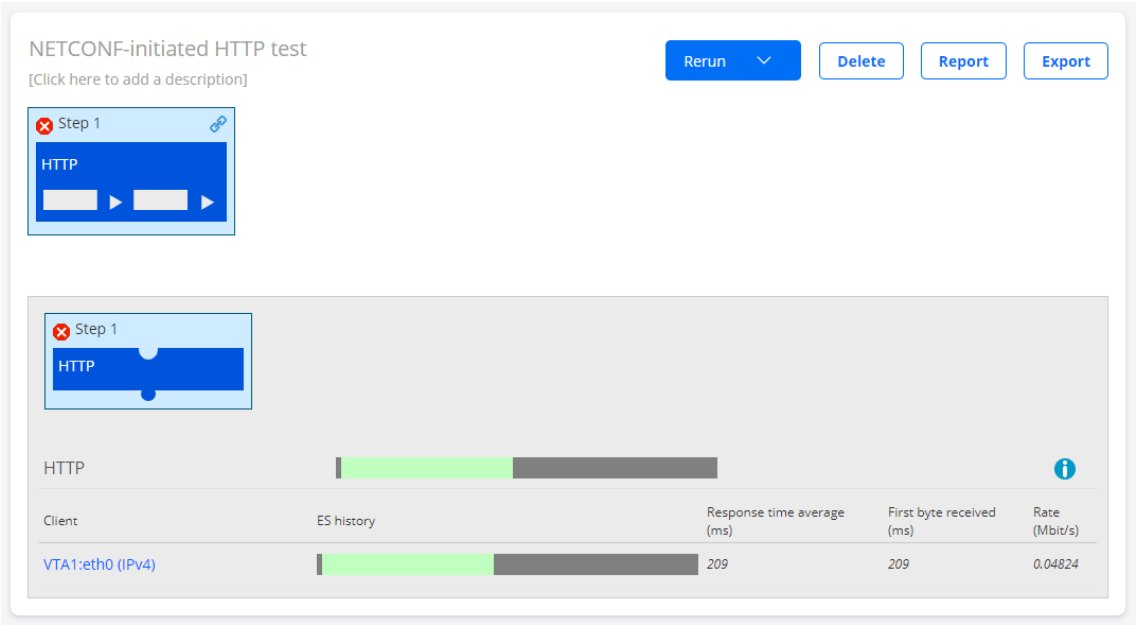 NETCONF-initiated HTTP test
[Click here to add a description]
Rerun
Delete
Report
Export
Step 1
HTTP
Step 1
HTTP
HTTP
Client
ES history
Response time average
(ms)
First byte received
(ms)
Rate
(Mbit/s)
VTA1:eth0 (IPv4)
209
209
0.04824